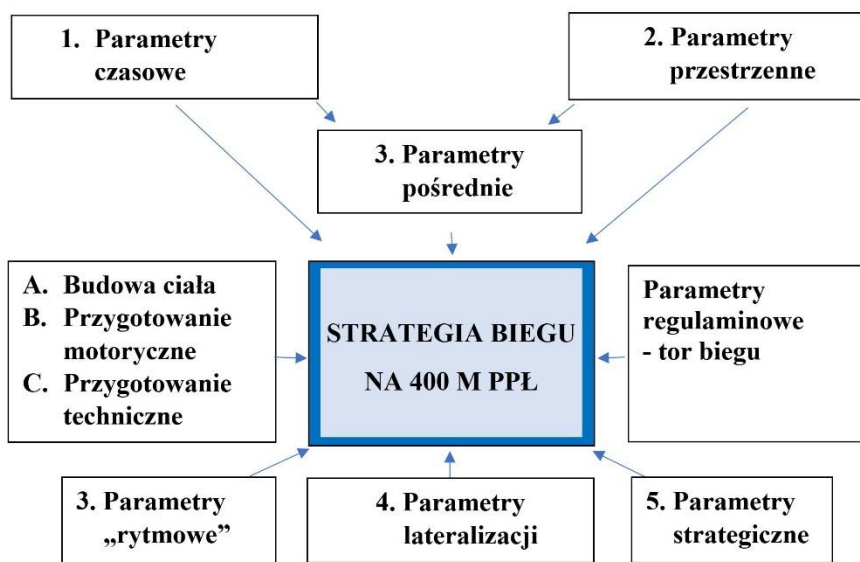 1. Parametry
czasowe
2. Parametry
przestrzenne
3. Parametry
pośrednie
A. Budowa ciała
B. Przygotowanie
motoryczne
C. Przygotowanie
techniczne
STRATEGIA BIEGU
NA 400 M PPŁ
Parametry
regulaminowe
- tor biegu
3. Parametry
„rytmowe”
4. Parametry
lateralizacji
5. Parametry
strategiczne